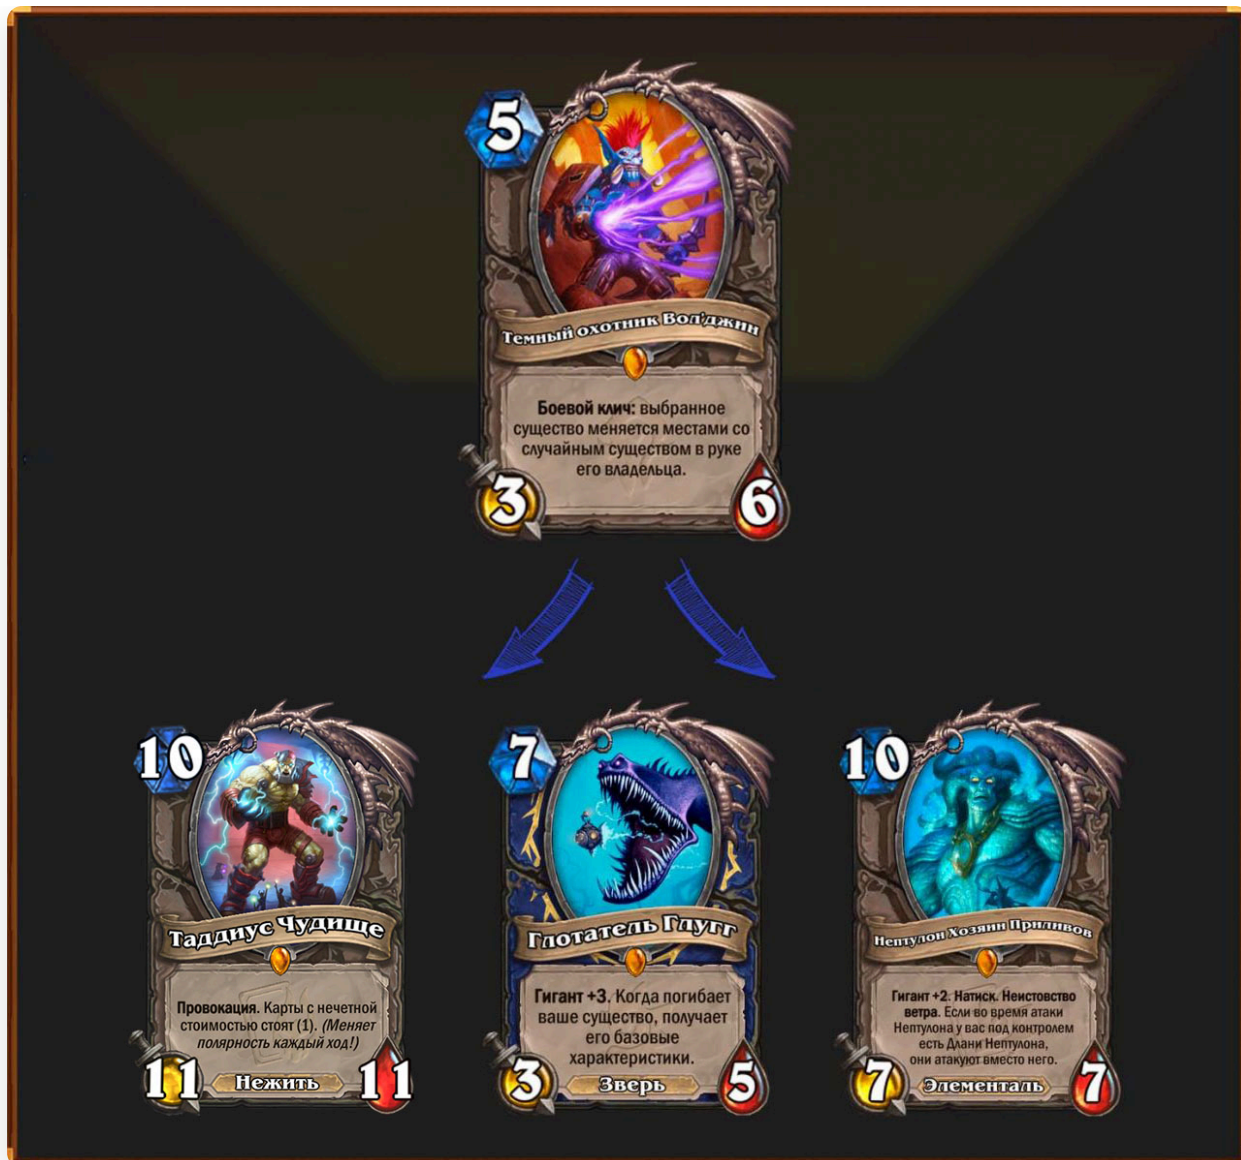 5
Темный охотник Вол'джин
Боевой клич: выбранное
существо меняется местами со
случайным существом в руке
его владельца.
3
6
10
Таддиус Чудище
Провокация. Карты с нечетной
стоимостью стоят (1). (Меняет
полярность каждый ход!)
11
Нежить
11
7
Глотатель Глугг
Гигант +3. Когда погибает
ваше существо, получает
его базовые
характеристики.
3
Зверь
5
10
Нептулон Хозяин Приливов
Гигант +2. Натиск. Неистовство
ветра. Если во время атаки
Нептулона у вас под контролем
есть Длани Нептулона,
они атакуют вместо него.
7
Элементаль
7